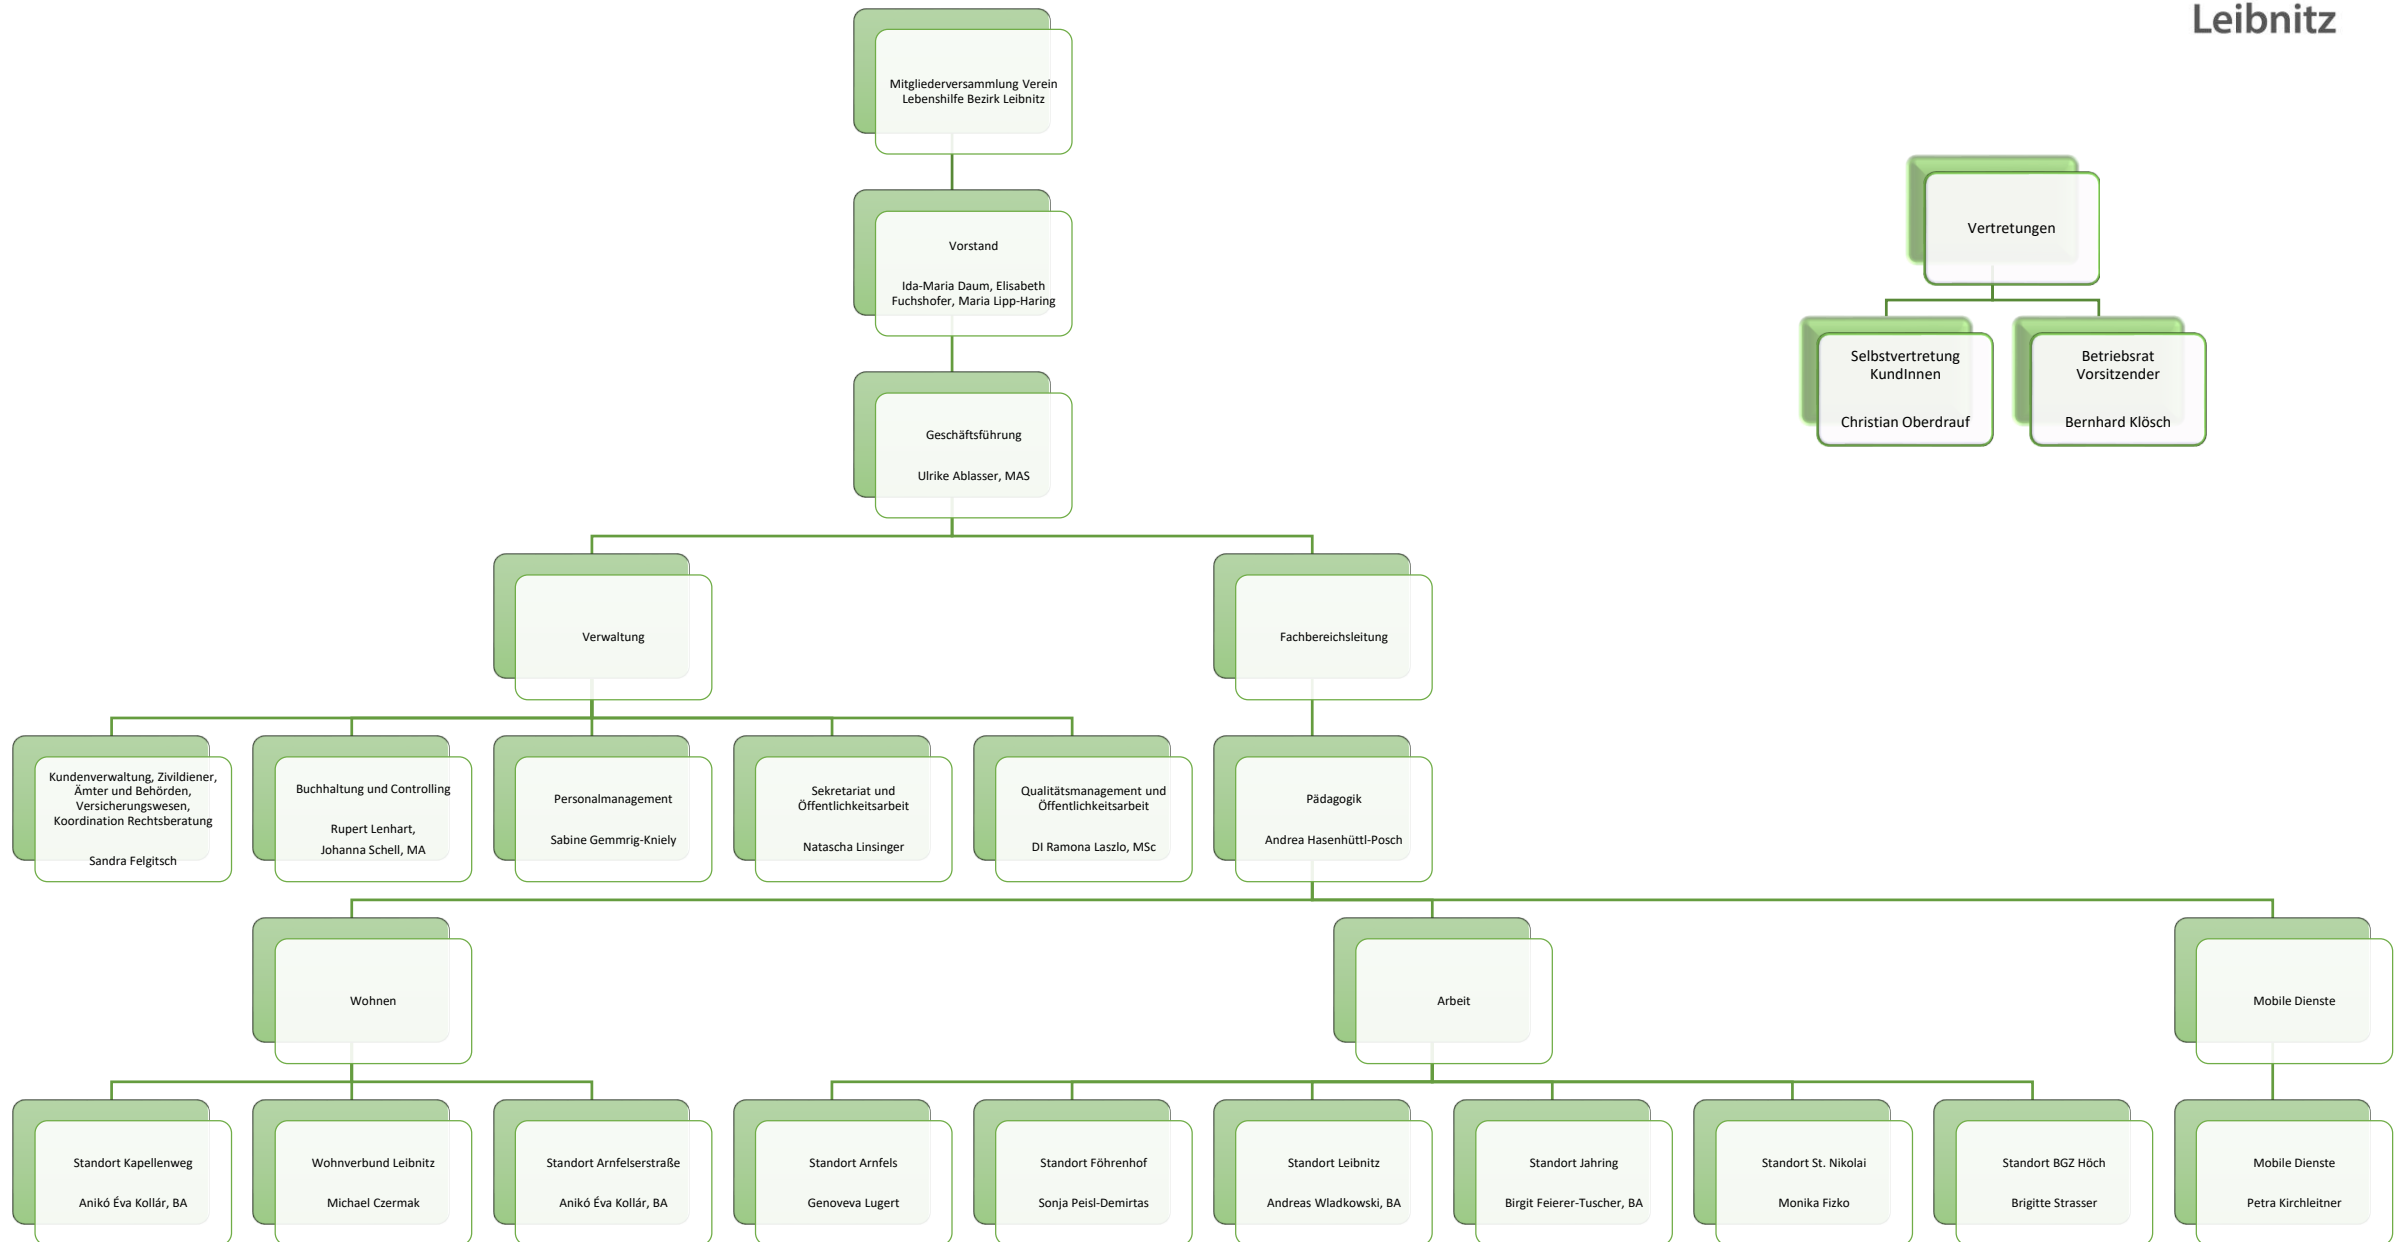 Leibnitz
Mitgliederversammlung Verein
Lebenshilfe Bezirk Leibnitz
Vorstand
Ida-Maria Daum, Elisabeth
Fuchshofer, Maria Lipp-Haring
Geschäftsführung
Ulrike Ablasser, MAS
Vertretungen
Selbstvertretung
KundInnen
Christian Oberdrauf
Betriebsrat
Vorsitzender
Bernhard Klösch
Verwaltung
Fachbereichsleitung
Kundenverwaltung, Zivildiener,
Ämter und Behörden,
Versicherungswesen,
Koordination Rechtsberatung
Sandra Felgitsch
Buchhaltung und Controlling
Rupert Lenhart,
Johanna Schell, MA
Personalmanagement
Sabine Gemmrig-Kniely
Sekretariat und
Öffentlichkeitsarbeit
Natascha Linsinger
Qualitätsmanagement und
Öffentlichkeitsarbeit
DI Ramona Laszlo, MSc
Pädagogik
Andrea Hasenhüttl-Posch
Wohnen
Arbeit
Mobile Dienste
Standort Kapellenweg
Anikó Éva Kollár, BA
Wohnverbund Leibnitz
Michael Czermak
Standort Arnfelserstraße
Anikó Éva Kollár, BA
Standort Arnfels
Genoveva Lugert
Standort Föhrenhof
Sonja Peisl-Demirtas
Standort Leibnitz
Andreas Wladkowski, BA
Standort Jahring
Birgit Feierer-Tuscher, BA
Standort St. Nikolai
Monika Fizko
Standort BGZ Höch
Brigitte Strasser
Mobile Dienste
Petra Kirchleitner